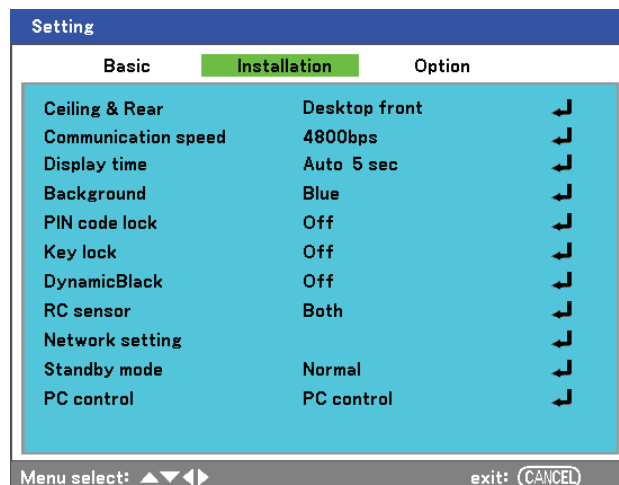 Setting
Basic Installation Option
Ceiling & Rear Desktop front
Communication speed 4800bps
Display time Auto 5 sec
Background Blue
PIN code lock Off
Key lock Off
DynamicBlack Off
RC sensor Both
Network setting
Standby mode Normal
PC control PC control
Menu select: ▲▼◀▶ exit: (CANCEL)